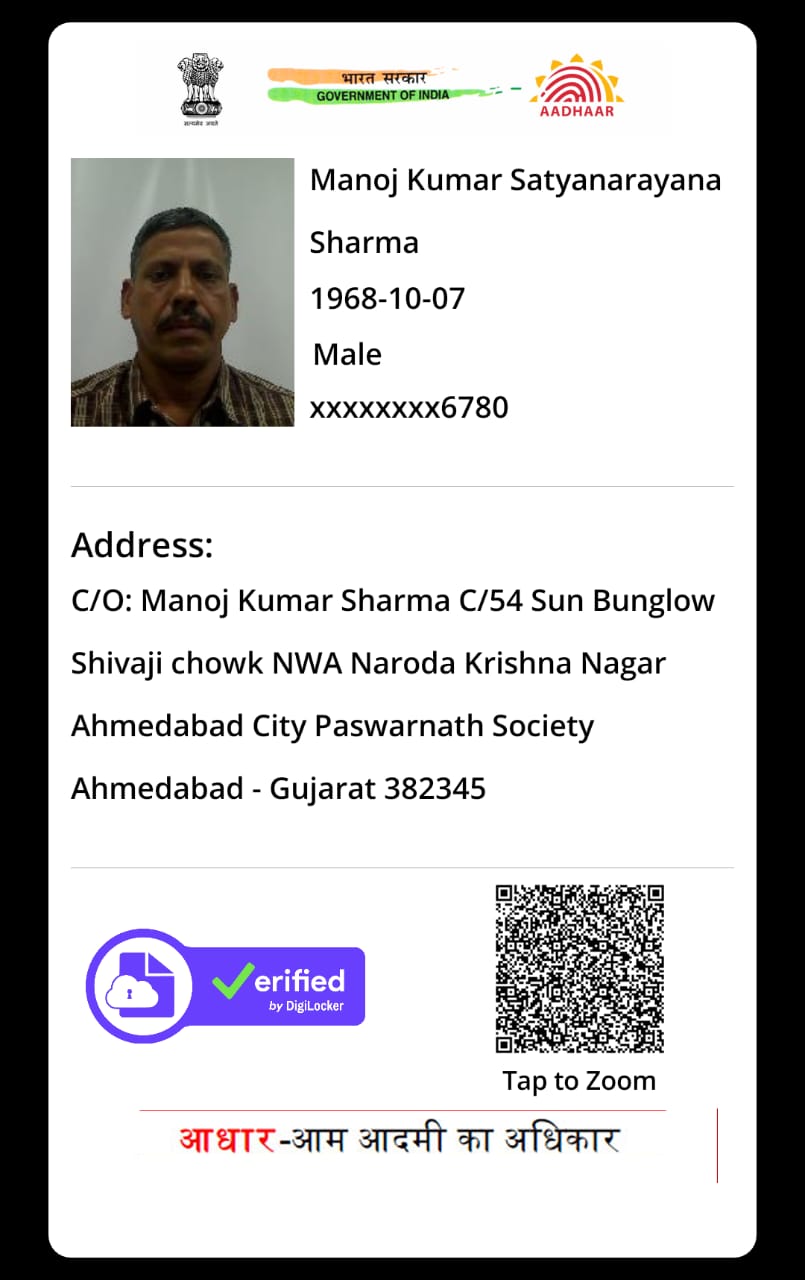 सत्यमेव जयते
भारत सरकार
GOVERNMENT OF INDIA
AADHAAR
Manoj Kumar Satyanarayana
Sharma
1968-10-07
Male
xxxxxxxx6780
Address:
C/O: Manoj Kumar Sharma C/54 Sun Bunglow
Shivaji chowk NWA Naroda Krishna Nagar
Ahmedabad City Paswarnath Society
Ahmedabad - Gujarat 382345
Verified
by DigiLocker
Tap to Zoom
आधार-आम आदमी का अधिकार